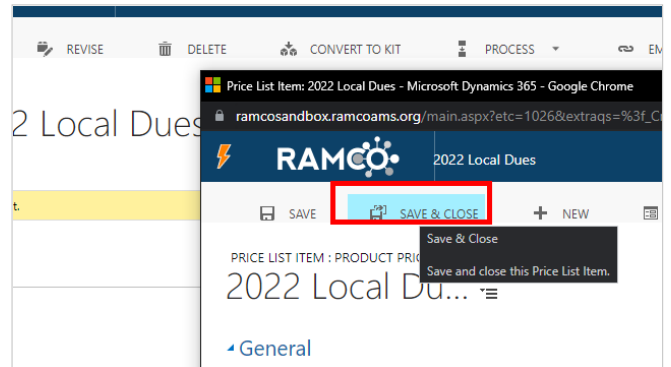 REVISE DELETE CONVERT TO KIT PROCESS EM
2 Local Dues
t.
Price List Item: 2022 Local Dues - Microsoft Dynamics 365 - Google Chrome
ramcosandbox.ramcoams.org/main.aspx?etc=1026&extraqs=%3f_C
RAMCO 2022 Local Dues
SAVE SAVE & CLOSE NEW
Save & Close
Save and close this Price List Item.
PRICE LIST ITEM : PRODUCT PRIC
2022 Local Du...
General